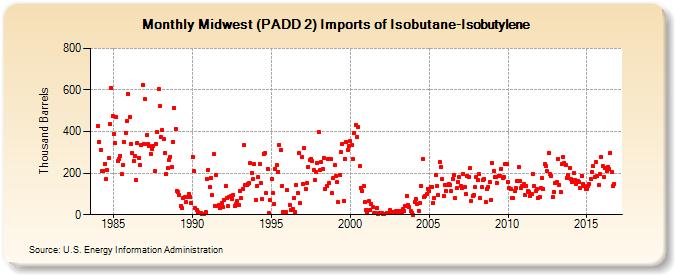 Monthly Midwest (PADD 2) Imports of Isobutane-Isobutylene
Thousand Barrels
800
600
400
200
0
1985 1990 1995 2000 2005 2010 2015
Source: U.S. Energy Information Administration